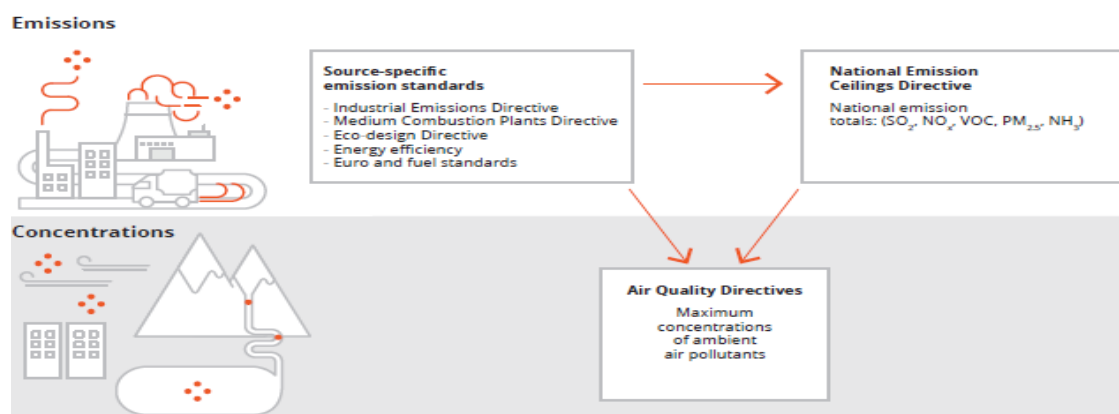 Emissions
Source-specific
emission standards
- Industrial Emissions Directive
- Medium Combustion Plants Directive
- Eco-design Directive
- Energy efficiency
- Euro and fuel standards
National Emission
Ceilings Directive
National emission
totals: (SO₂, NOₓ, VOC, PM₂.₅, NH₃)
Concentrations
Air Quality Directives
Maximum
concentrations
of ambient
air pollutants